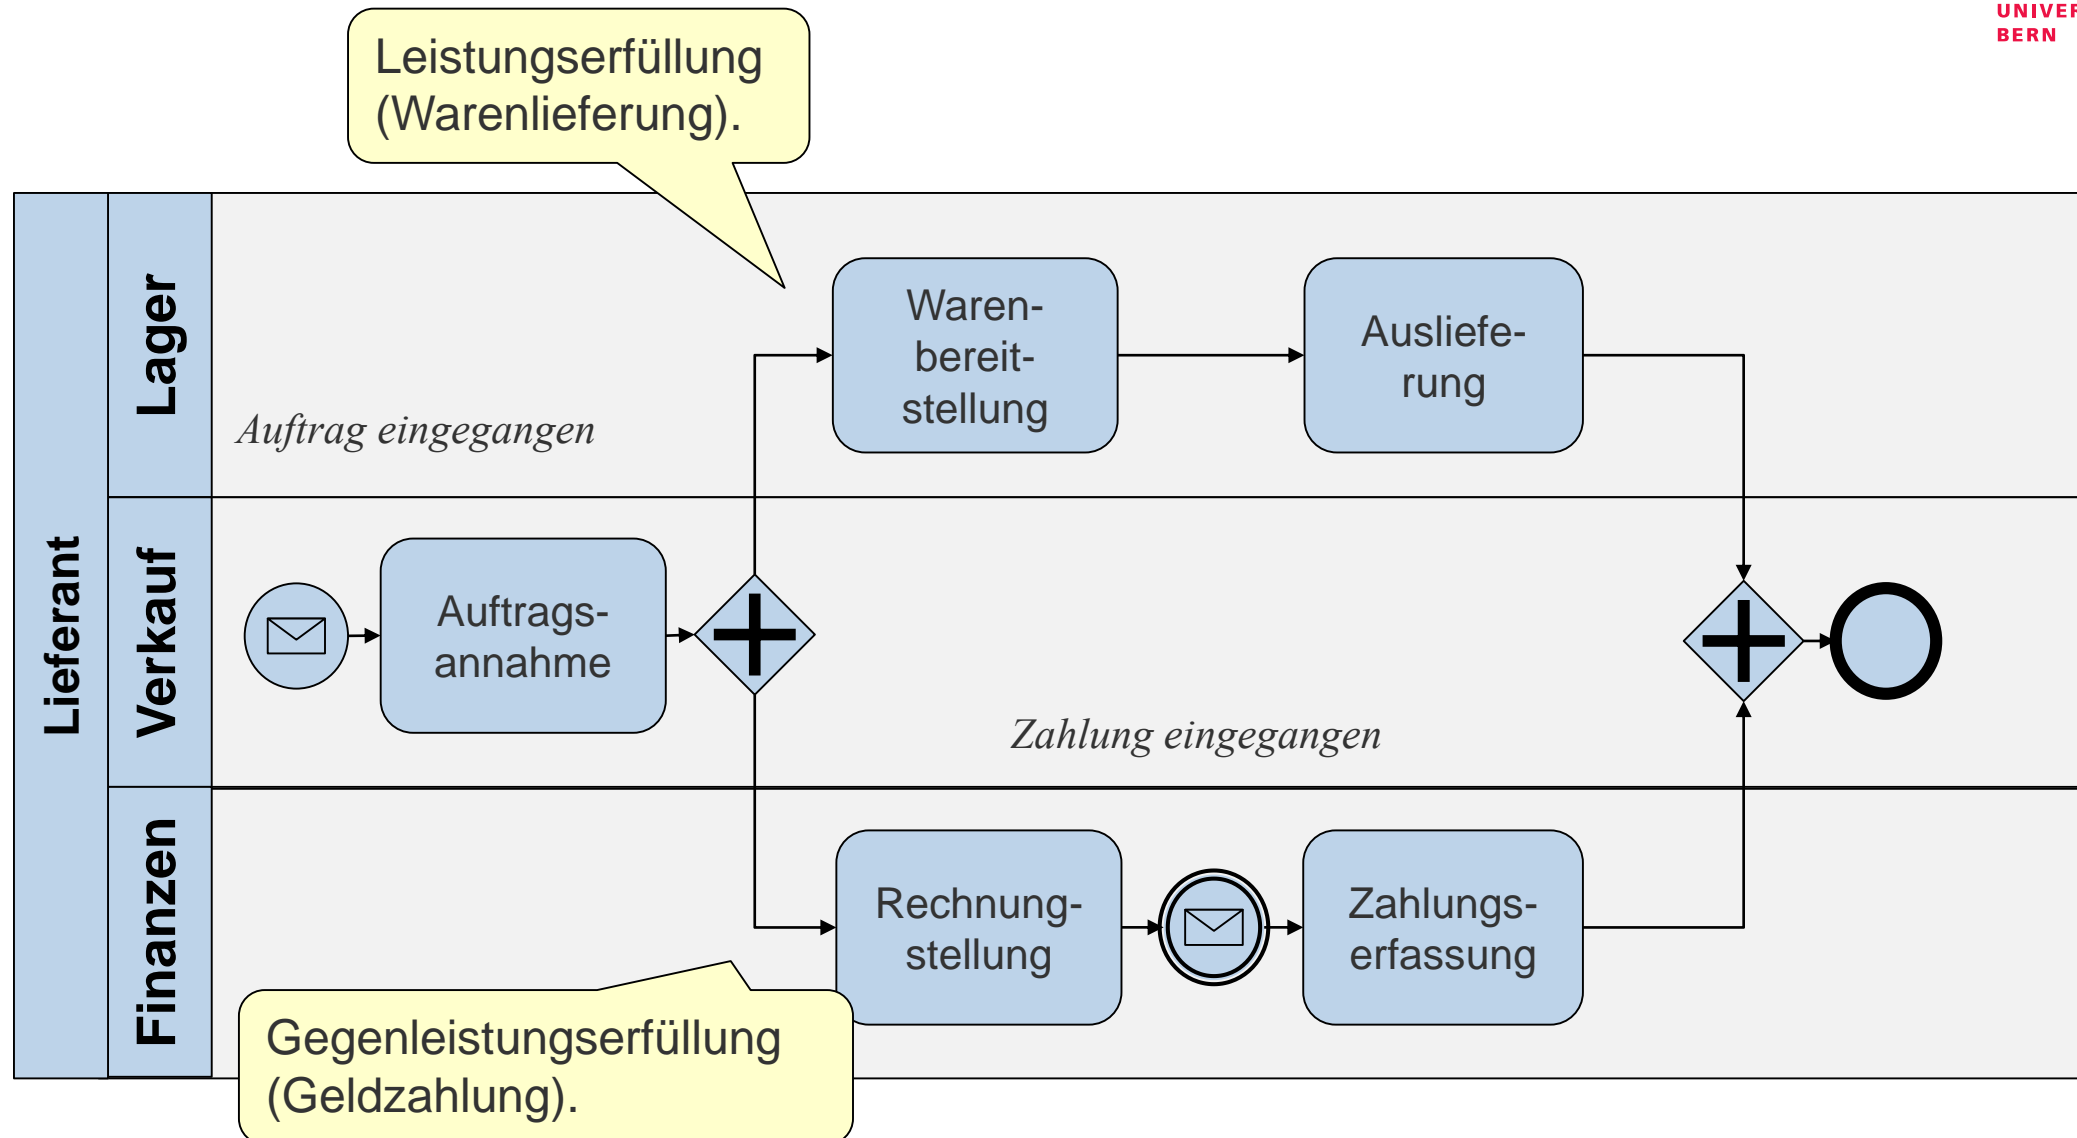 UNIVER
BERN
Leistungserfüllung
(Warenlieferung).
Lieferant
Lager
Waren-
bereit-
stellung
Ausliefe-
rung
Auftrag eingegangen
Verkauf
Auftrags-
annahme
Zahlung eingegangen
Finanzen
Rechnung-
stellung
Zahlungs-
erfassung
Gegenleistungserfüllung
(Geldzahlung).